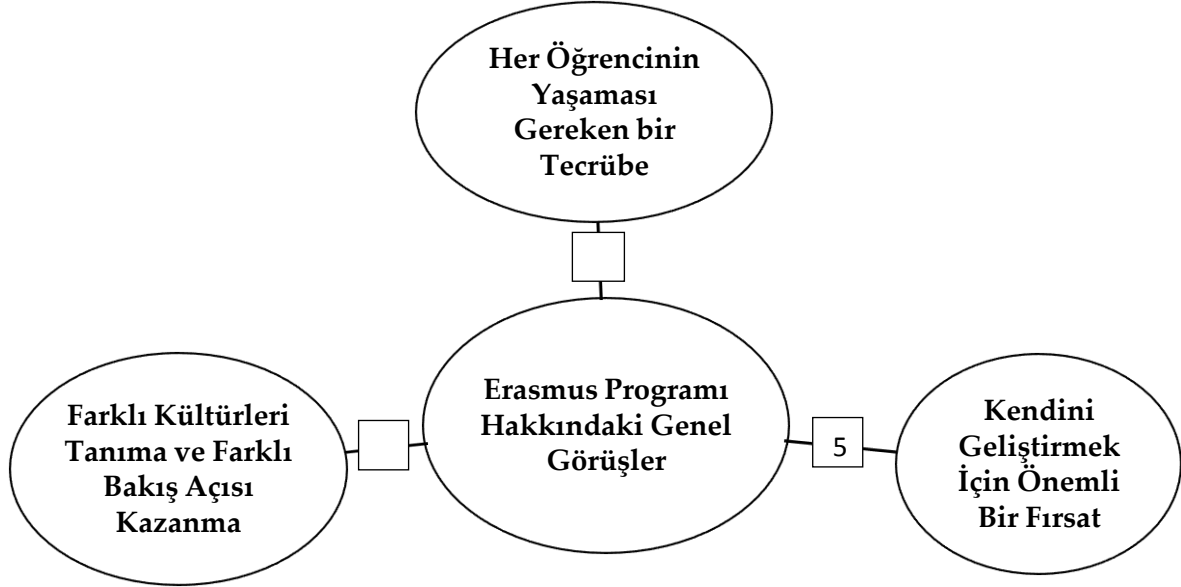 Her Öğrencinin
Yaşaması
Gereken bir
Tecrübe
Erasmus Programı
Hakkındaki Genel
Görüşler
Farklı Kültürleri
Tanıma ve Farklı
Bakış Açısı
Kazanma
5
Kendini
Geliştirmek
İçin Önemli
Bir Fırsat